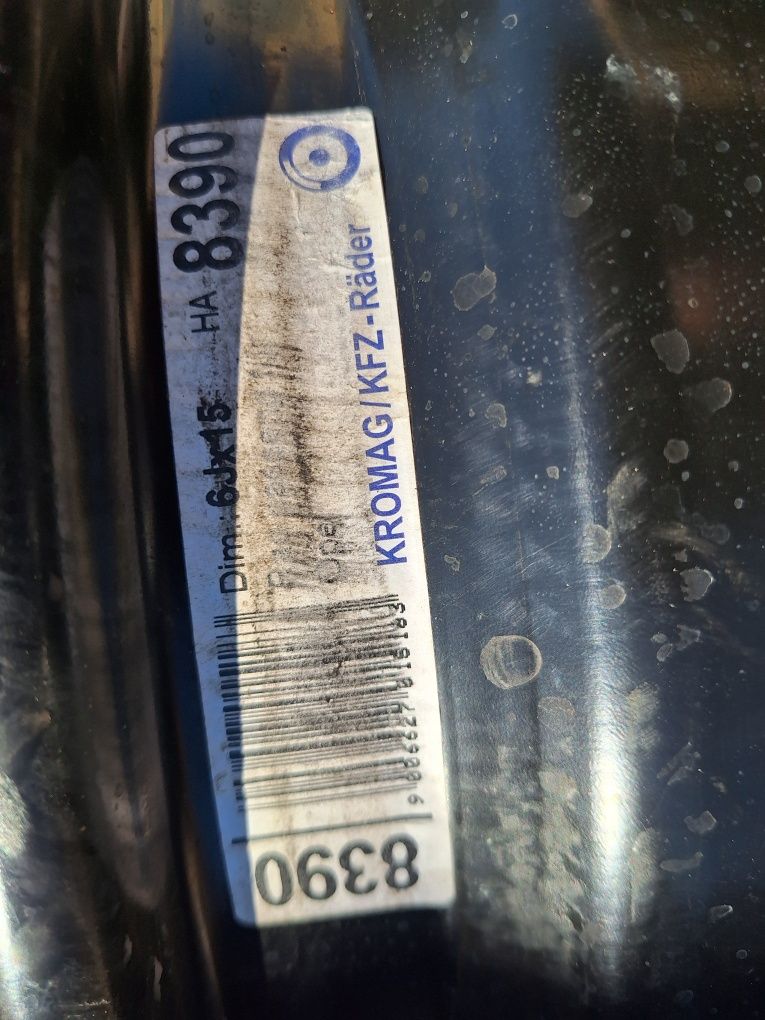 HA 8390
Dim.: 6Jx15
Opel
KROMAG/KFZ-Räder
8390